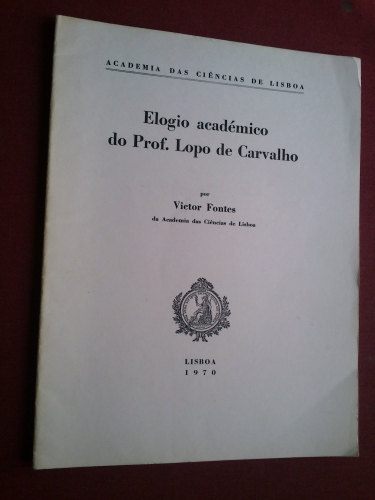 ACADEMIA DAS CIÊNCIAS DE LISBOA
Elogio académico
do Prof. Lopo de Carvalho
por
Victor Fontes
da Academia das Ciências de Lisboa
LISBOA
1970